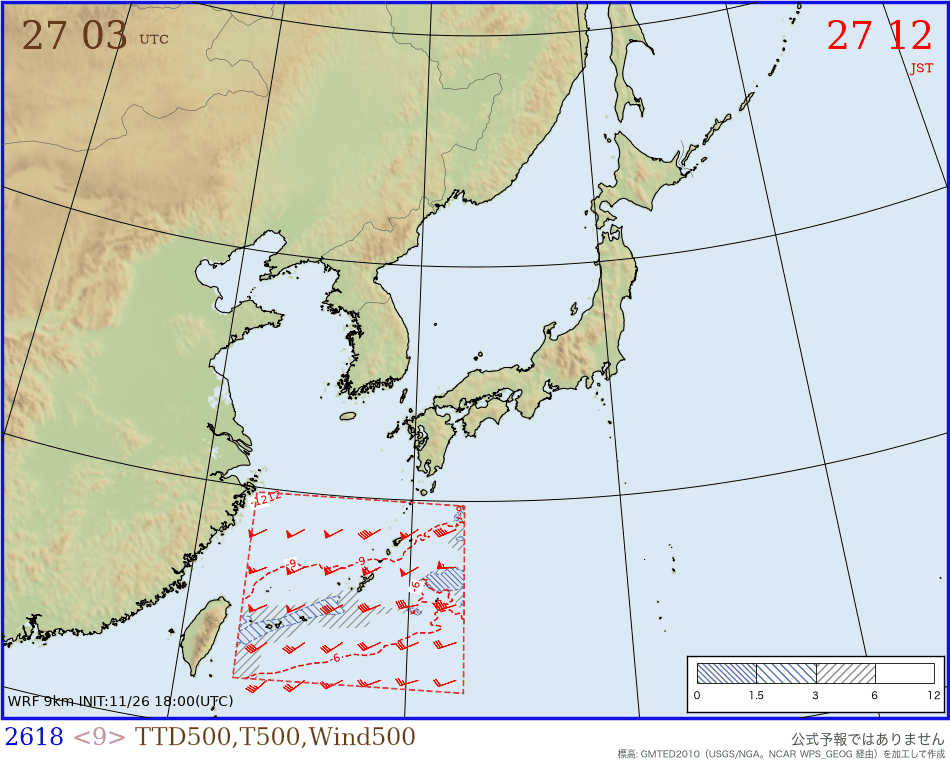 27 03 UTC
27 12
JST
-9
-9
-6
-6
WRF 9km INIT:11/26 18:00(UTC)
0 1.5 3 6 12
2618 <9> TTD500,T500,Wind500
公式予報ではありません
標高: GMTED2010（USGS/NGA。NCAR WPS_GEOG 経由）を加工して作成